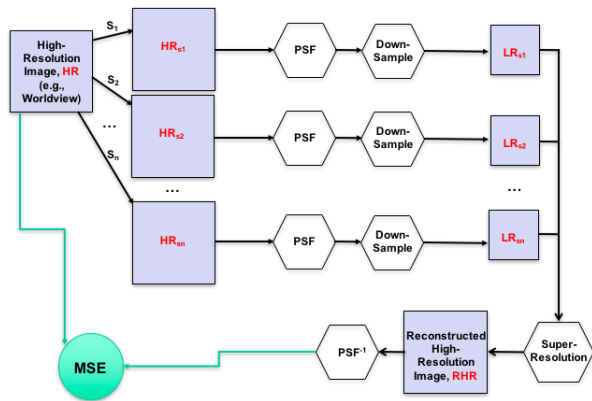 High-
Resolution
Image, HR
(e.g.,
Worldview)
S1
S2
...
Sn
HRs1
PSF
Down-
Sample
LRs1
HRs2
PSF
Down-
Sample
LRs2
...
...
HRsn
PSF
Down-
Sample
LRsn
MSE
PSF-1
Reconstructed
High-
Resolution
Image, RHR
Super-
Resolution